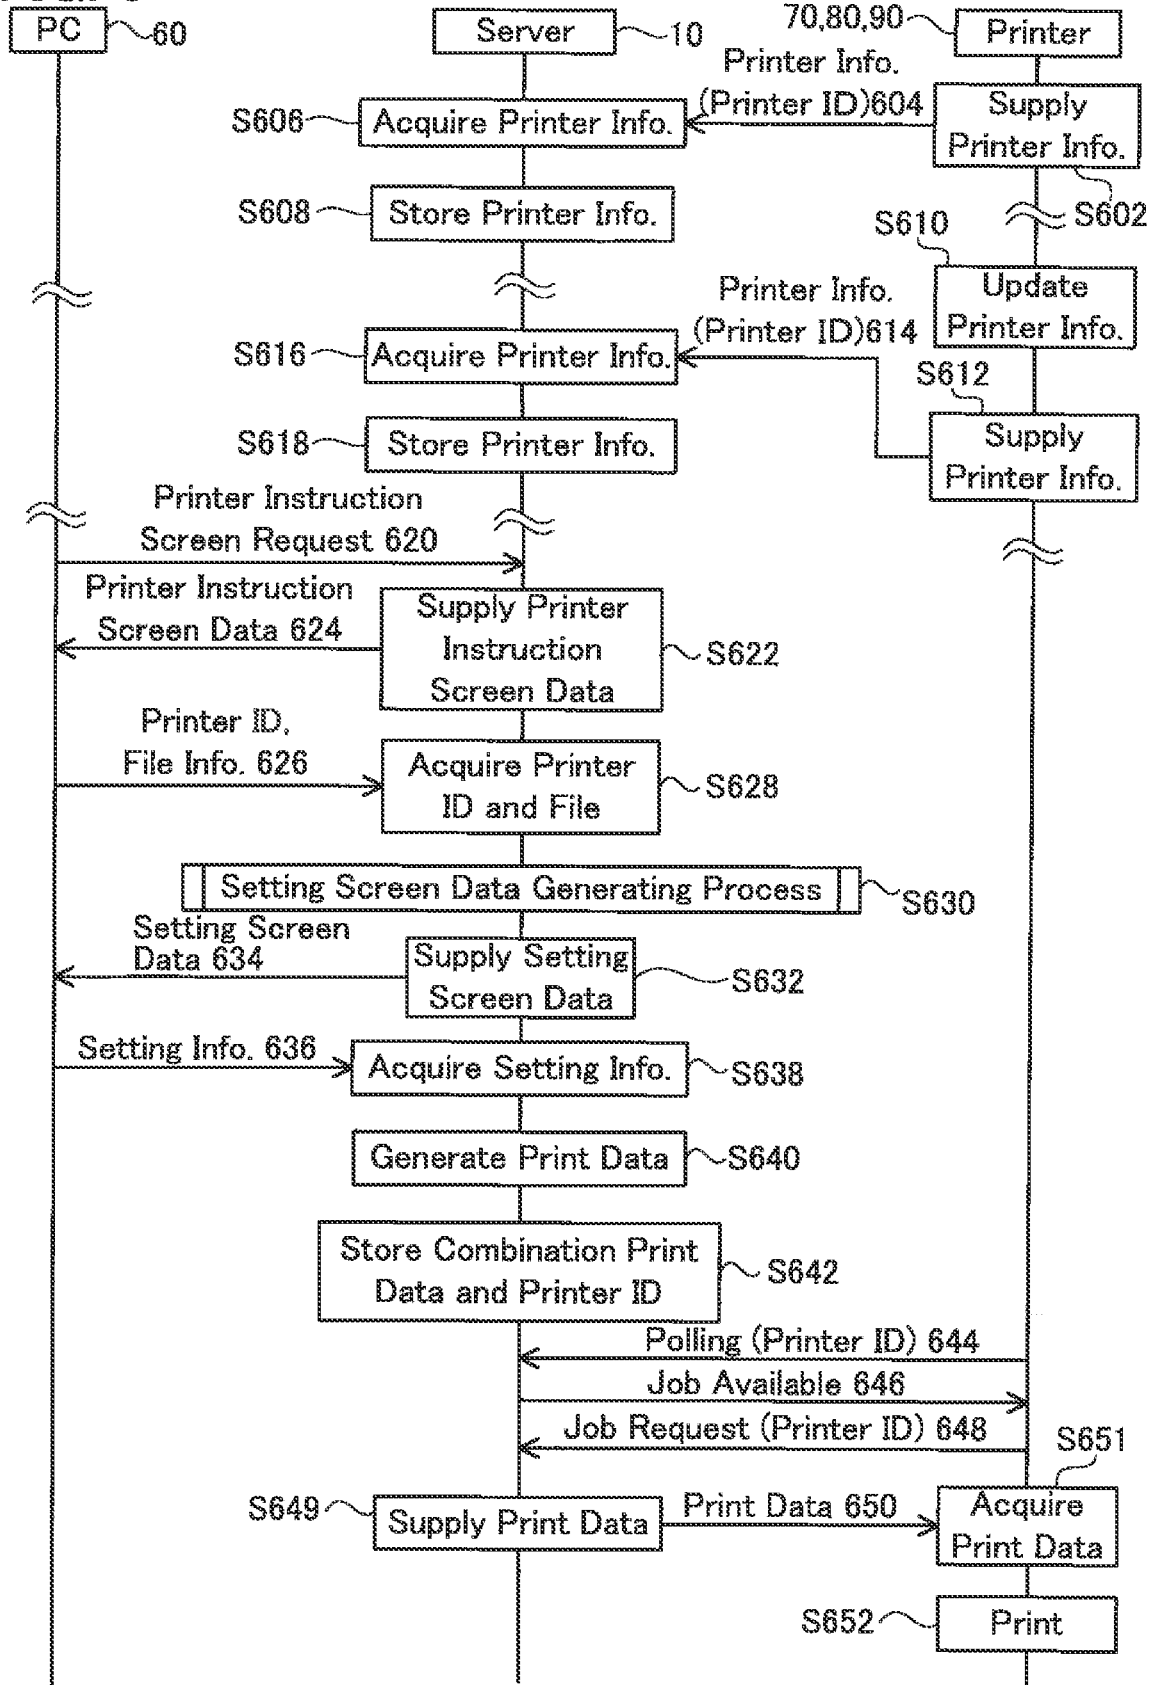 PC
60
Server
10
70,80,90
Printer
Printer Info.
(Printer ID)604
S606
Acquire Printer Info.
Supply
Printer Info.
S602
S608
Store Printer Info.
S610
Update
Printer Info.
Printer Info.
(Printer ID)614
S616
Acquire Printer Info.
S612
Supply
Printer Info.
S618
Store Printer Info.
Printer Instruction
Screen Request 620
Printer Instruction
Screen Data 624
Supply Printer
Instruction
Screen Data
S622
Printer ID,
File Info. 626
Acquire Printer
ID and File
S628
Setting Screen Data Generating Process
S630
Setting Screen
Data 634
Supply Setting
Screen Data
S632
Setting Info. 636
Acquire Setting Info.
S638
Generate Print Data
S640
Store Combination Print
Data and Printer ID
S642
Polling (Printer ID) 644
Job Available 646
Job Request (Printer ID) 648
S651
S649
Supply Print Data
Print Data 650
Acquire
Print Data
S652
Print